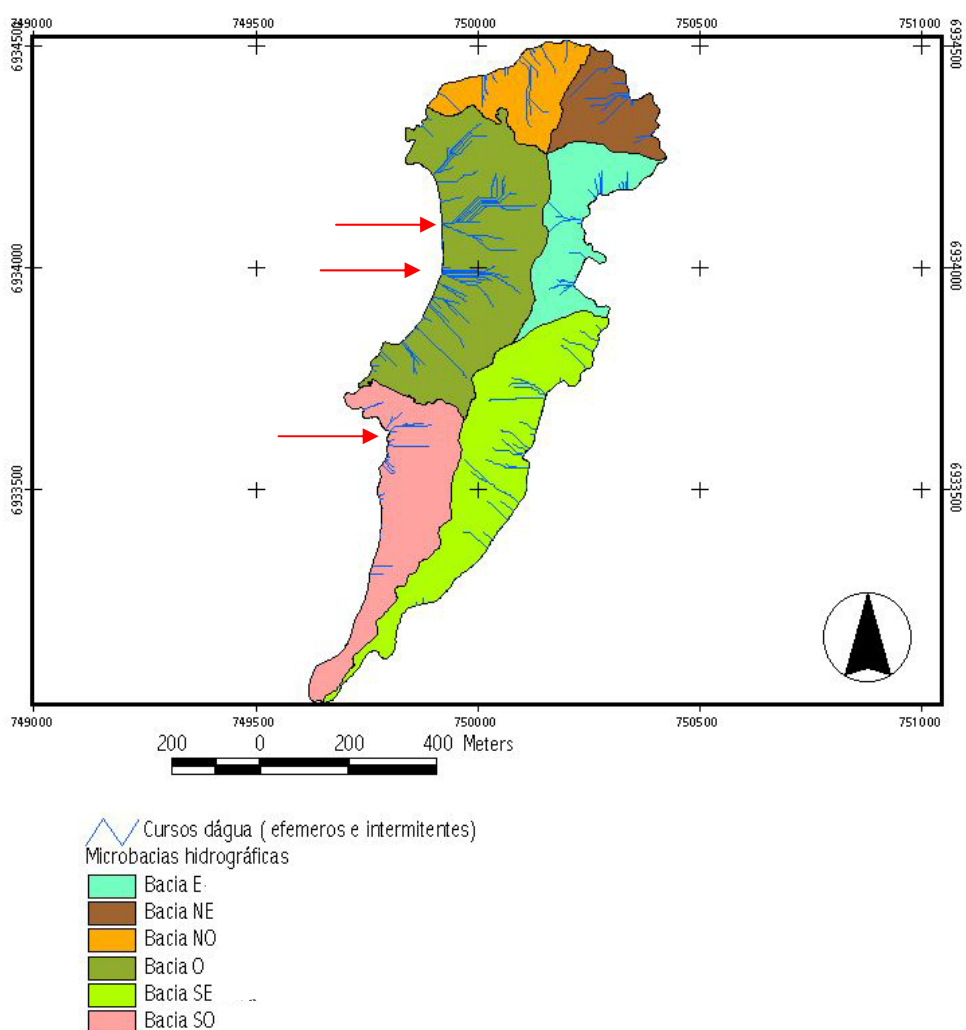 749000 749500 750000 750500 751000
6934500 6934500
6934000 6934000
6933500 6933500
749000 749500 750000 750500 751000
200 0 200 400 Meters
Cursos dágua ( efemeros e intermitentes)
Microbacias hidrográficas
Bacia E
Bacia NE
Bacia NO
Bacia O
Bacia SE
Bacia SO